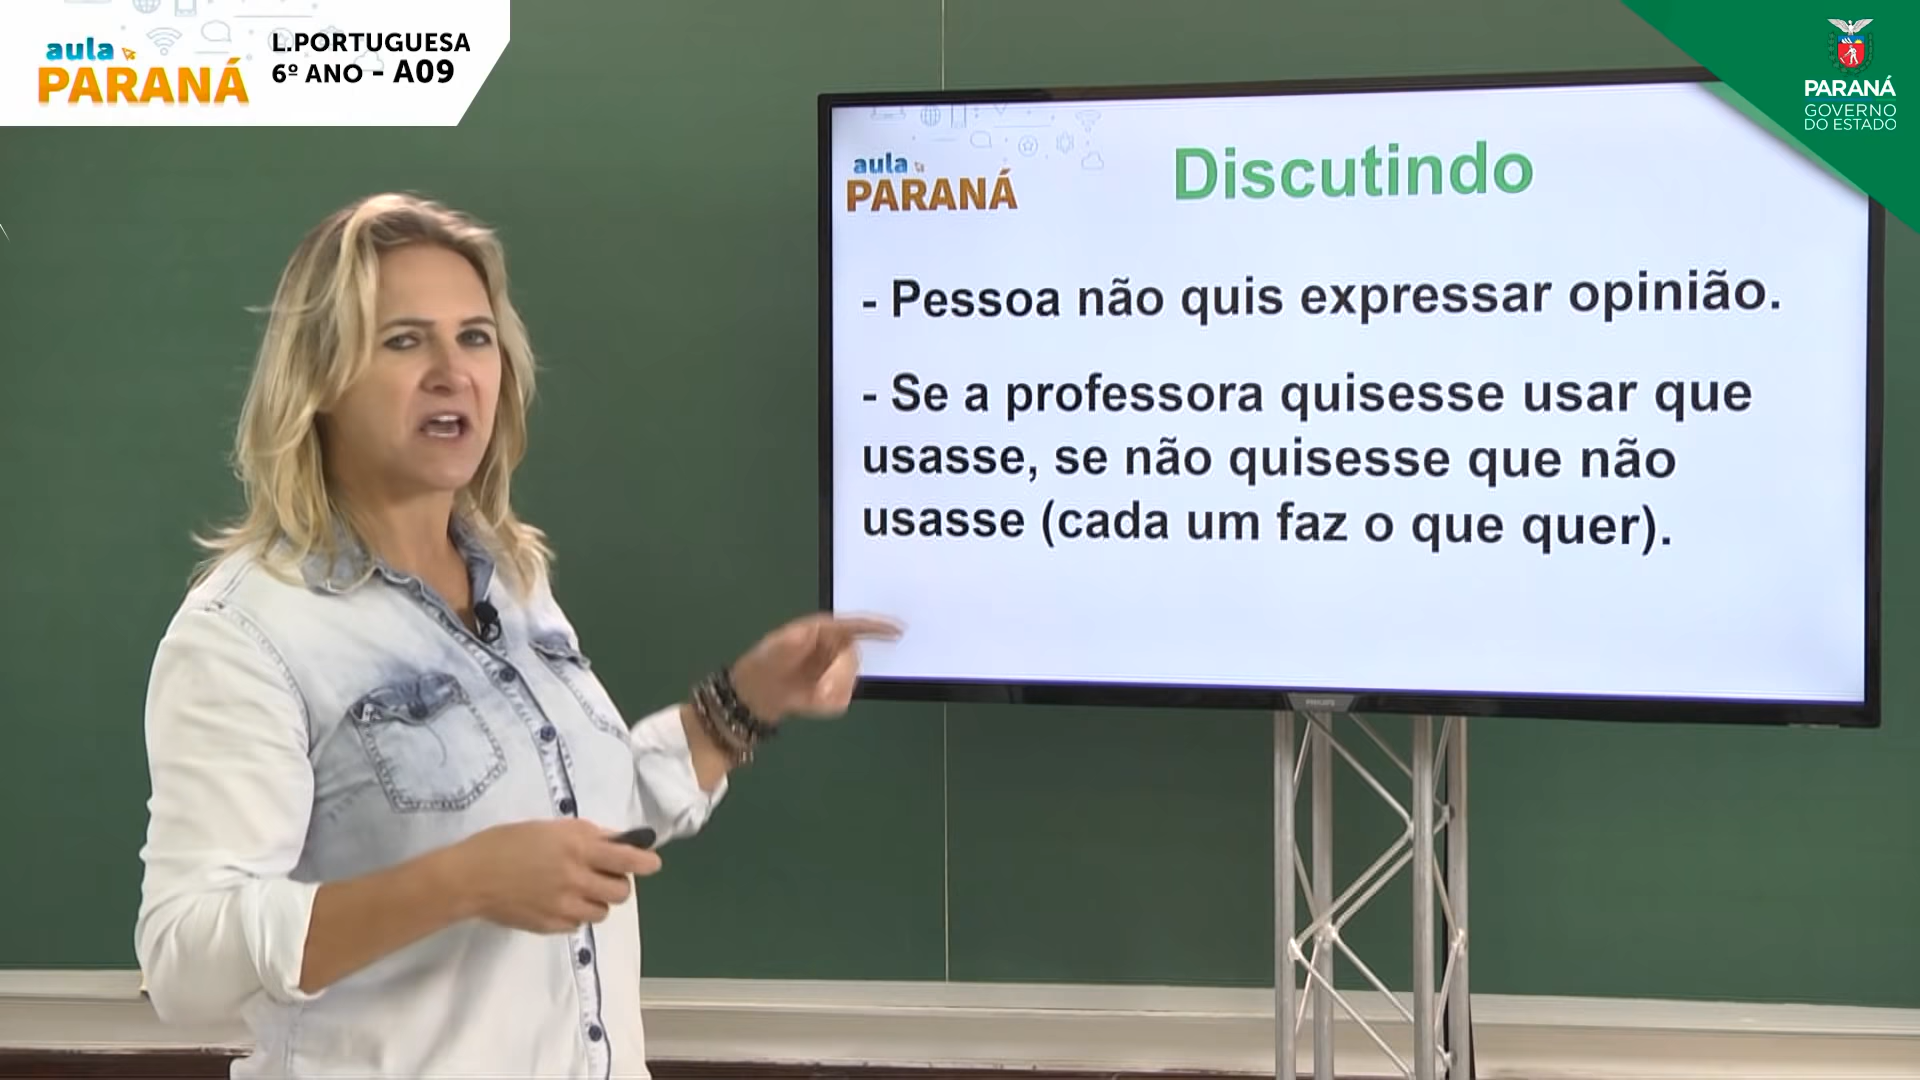 aula
PARANÁ
L.PORTUGUESA
6º ANO - A09
PARANÁ
GOVERNO
DO ESTADO
aula
PARANÁ
Discutindo
- Pessoa não quis expressar opinião.
- Se a professora quisesse usar que
usasse, se não quisesse que não
usasse (cada um faz o que quer).
PHILIPS